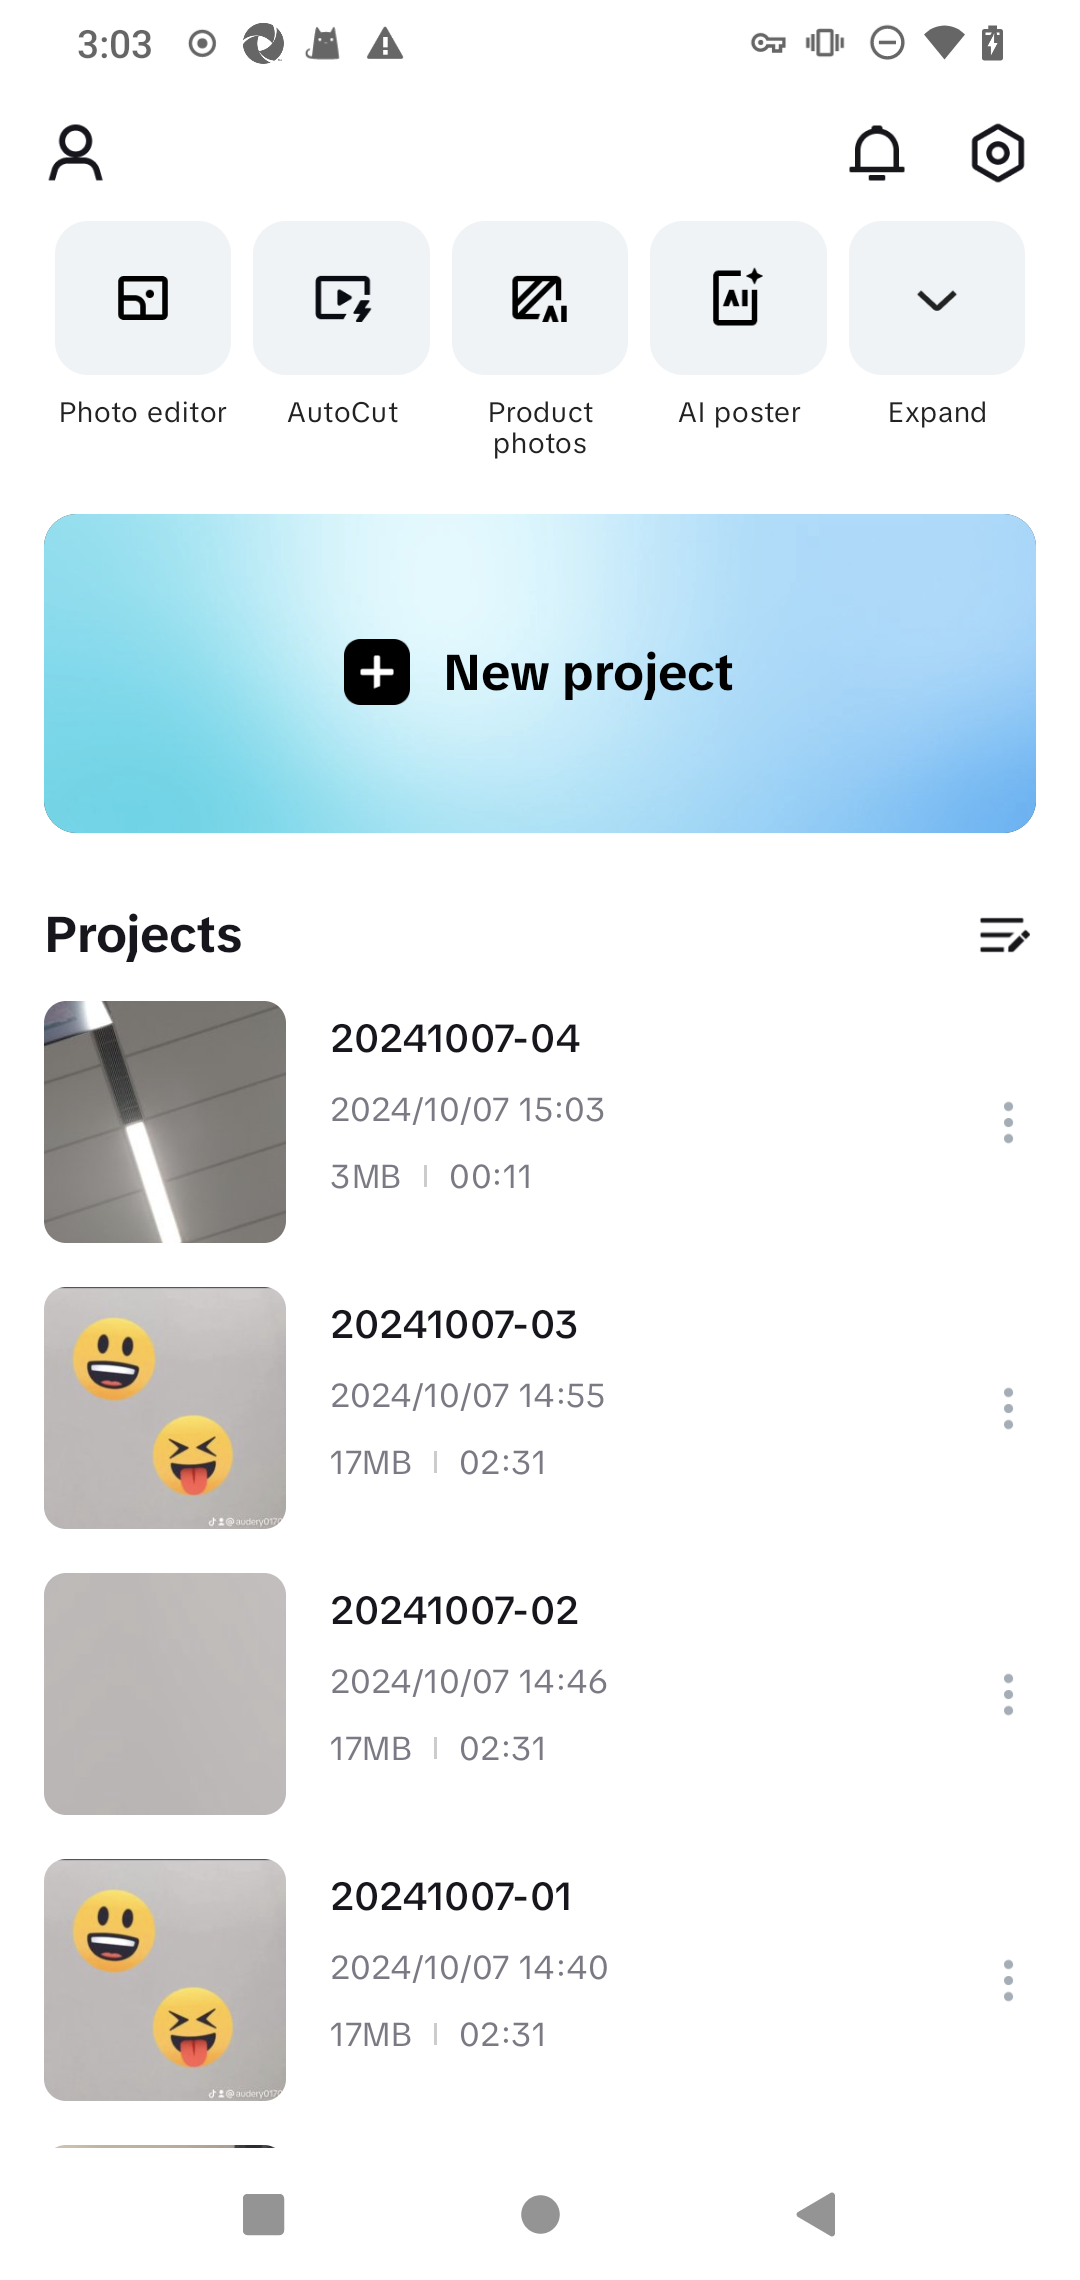 3:03
Photo editor
AutoCut
Product
photos
AI poster
Expand
New project
Projects
20241007-04
2024/10/07 15:03
3MB | 00:11
20241007-03
2024/10/07 14:55
17MB | 02:31
20241007-02
2024/10/07 14:46
17MB | 02:31
20241007-01
2024/10/07 14:40
17MB | 02:31